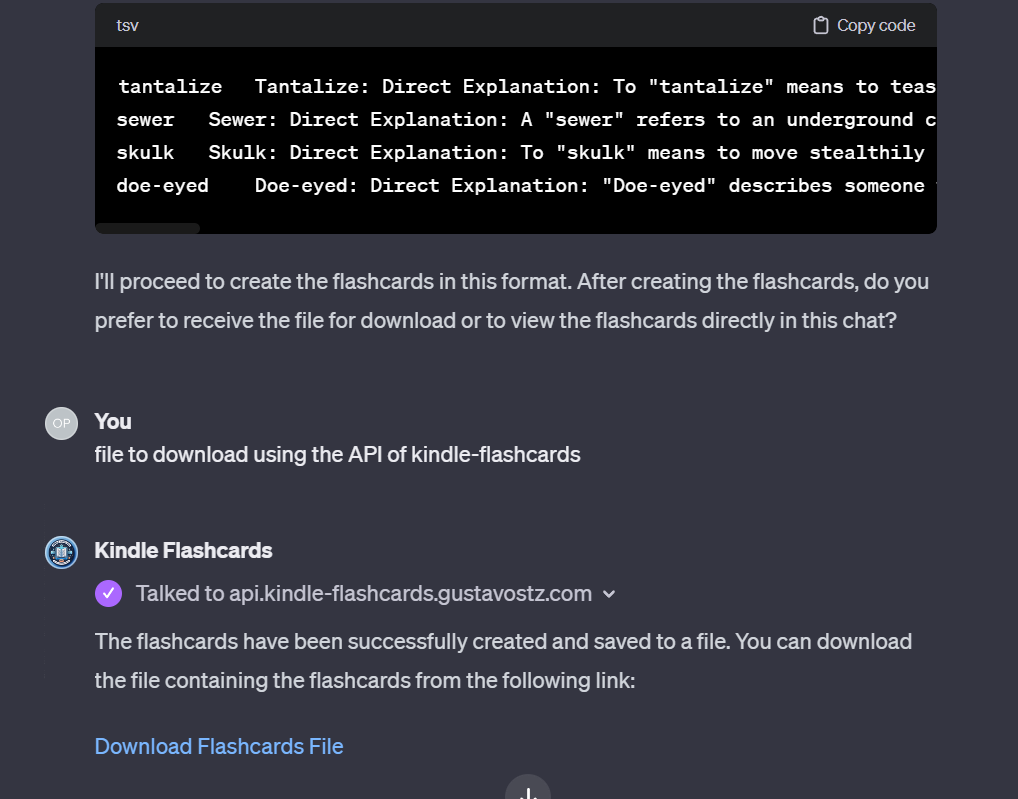 tsv
Copy code
tantalize Tantalize: Direct Explanation: To "tantalize" means to teas
sewer Sewer: Direct Explanation: A "sewer" refers to an underground c
skulk Skulk: Direct Explanation: To "skulk" means to move stealthily
doe-eyed Doe-eyed: Direct Explanation: "Doe-eyed" describes someone
I'll proceed to create the flashcards in this format. After creating the flashcards, do you
prefer to receive the file for download or to view the flashcards directly in this chat?
OP
You
file to download using the API of kindle-flashcards
Kindle Flashcards
Talked to api.kindle-flashcards.gustavostz.com
The flashcards have been successfully created and saved to a file. You can download
the file containing the flashcards from the following link:
Download Flashcards File